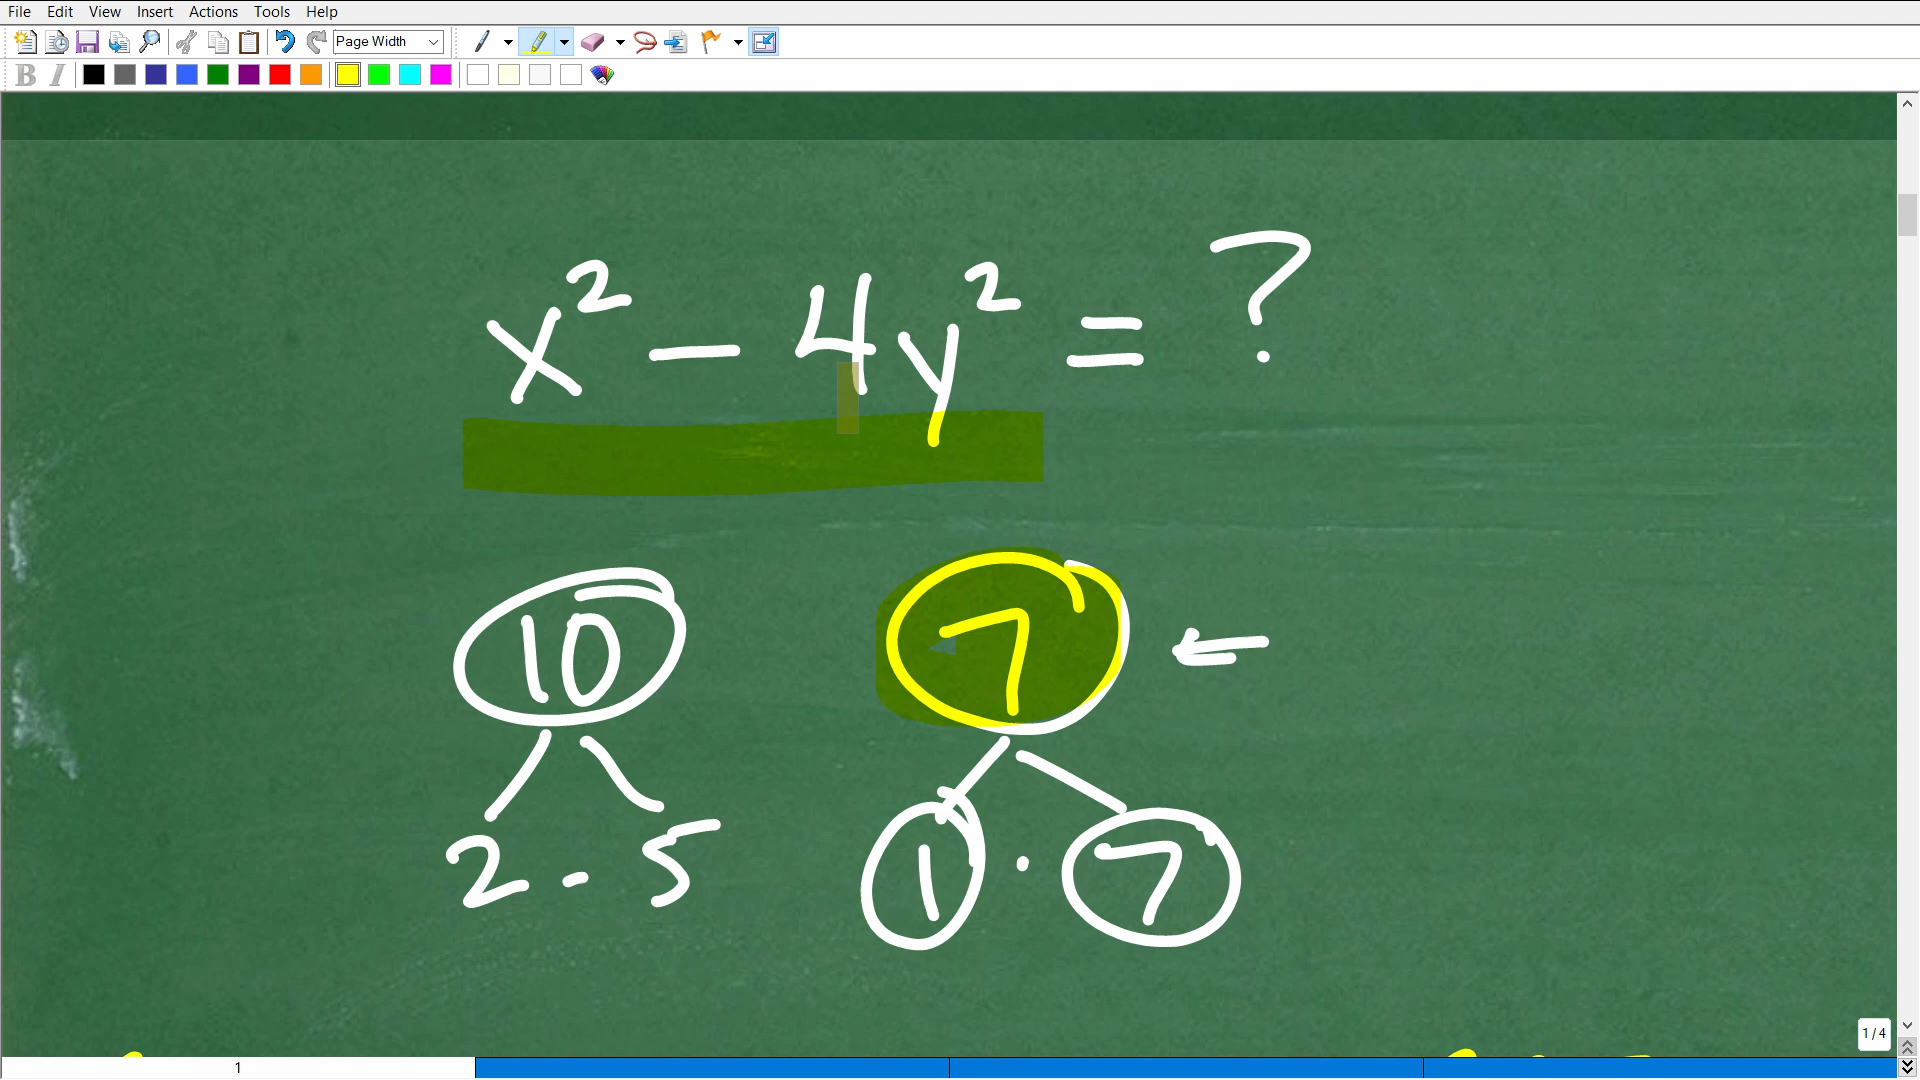 File Edit View Insert Actions Tools Help
Page Width
B I
x² − 4y² = ?
10 7 ←
2 · 5 1 · 7
1/4
1